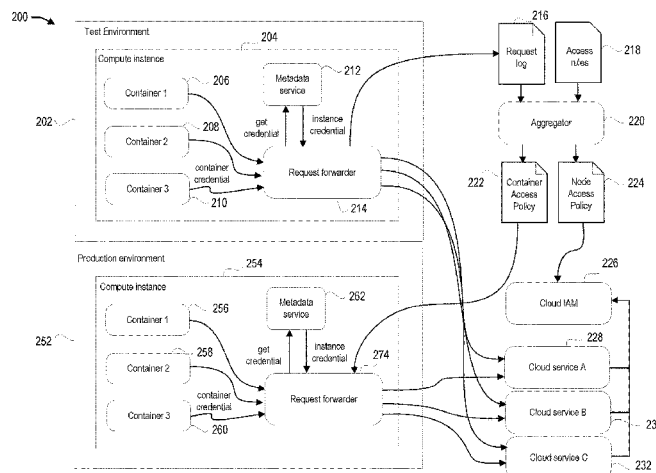 200
Test Environment
204
Compute instance
206
Container 1
208
Container 2
Container 3
210
202
212
Metadata service
get credential
instance credential
container credential
Request forwarder
214
216
Request log
218
Access rules
Aggregator
220
222
Container Access Policy
Node Access Policy
224
Production environment
254
Compute instance
256
Container 1
258
Container 2
Container 3
260
252
262
Metadata service
get credential
instance credential
container credential
274
Request forwarder
226
Cloud IAM
228
Cloud service A
Cloud service B
23
Cloud service C
232